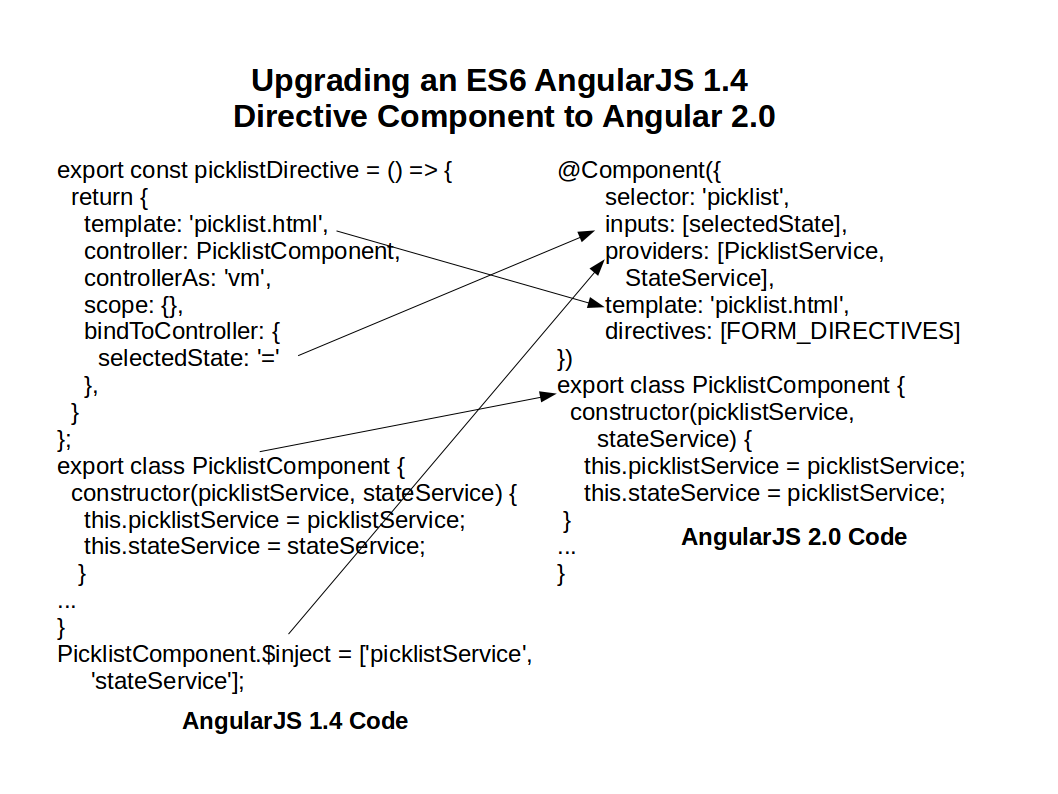 Upgrading an ES6 AngularJS 1.4
Directive Component to Angular 2.0
export const picklistDirective = () => {
return {
template: 'picklist.html',
controller: PicklistComponent,
controllerAs: 'vm',
scope: {},
bindToController: {
selectedState: '='
},
}
};
export class PicklistComponent {
constructor(picklistService, stateService) {
this.picklistService = picklistService;
this.stateService = stateService;
}
...
}
PicklistComponent.$inject = ['picklistService',
'stateService'];
AngularJS 1.4 Code
@Component({
selector: 'picklist',
inputs: [selectedState],
providers: [PicklistService,
StateService],
template: 'picklist.html',
directives: [FORM_DIRECTIVES]
})
export class PicklistComponent {
constructor(picklistService,
stateService) {
this.picklistService = picklistService;
this.stateService = picklistService;
}
...
}
AngularJS 2.0 Code